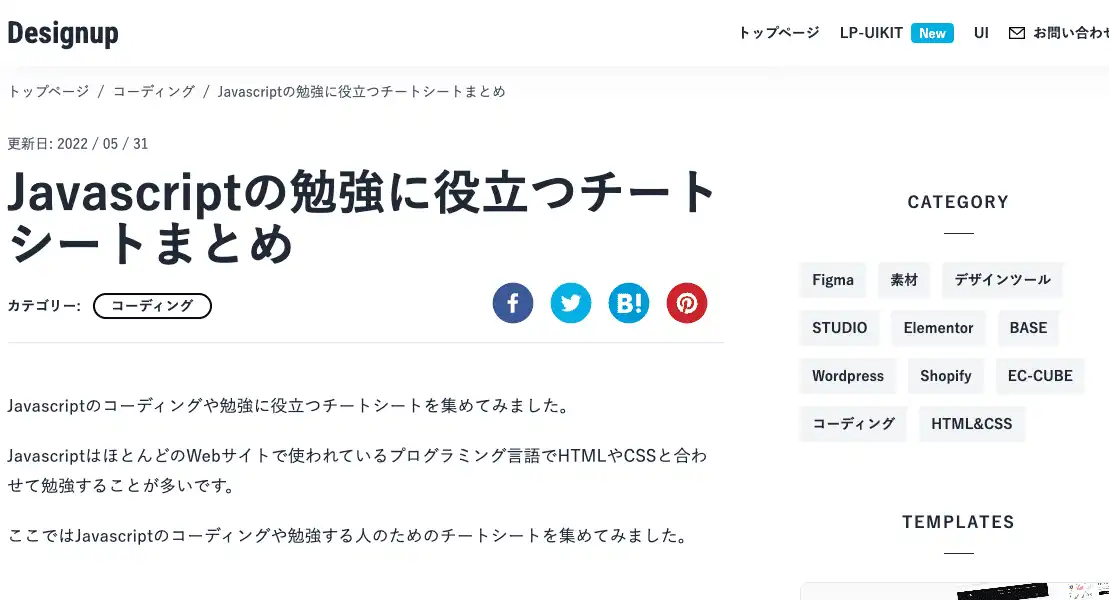 Designup
トップページ LP-UIKIT New UI お問い合わせ
トップページ / コーディング / Javascriptの勉強に役立つチートシートまとめ
更新日: 2022 / 05 / 31
Javascriptの勉強に役立つチート
シートまとめ
カテゴリー: コーディング
B!
Javascriptのコーディングや勉強に役立つチートシートを集めてみました。
JavascriptはほとんどのWebサイトで使われているプログラミング言語でHTMLやCSSと合わ
せて勉強することが多いです。
ここではJavascriptのコーディングや勉強する人のためのチートシートを集めてみました。
CATEGORY
Figma 素材 デザインツール
STUDIO Elementor BASE
Wordpress Shopify EC-CUBE
コーディング HTML&CSS
TEMPLATES